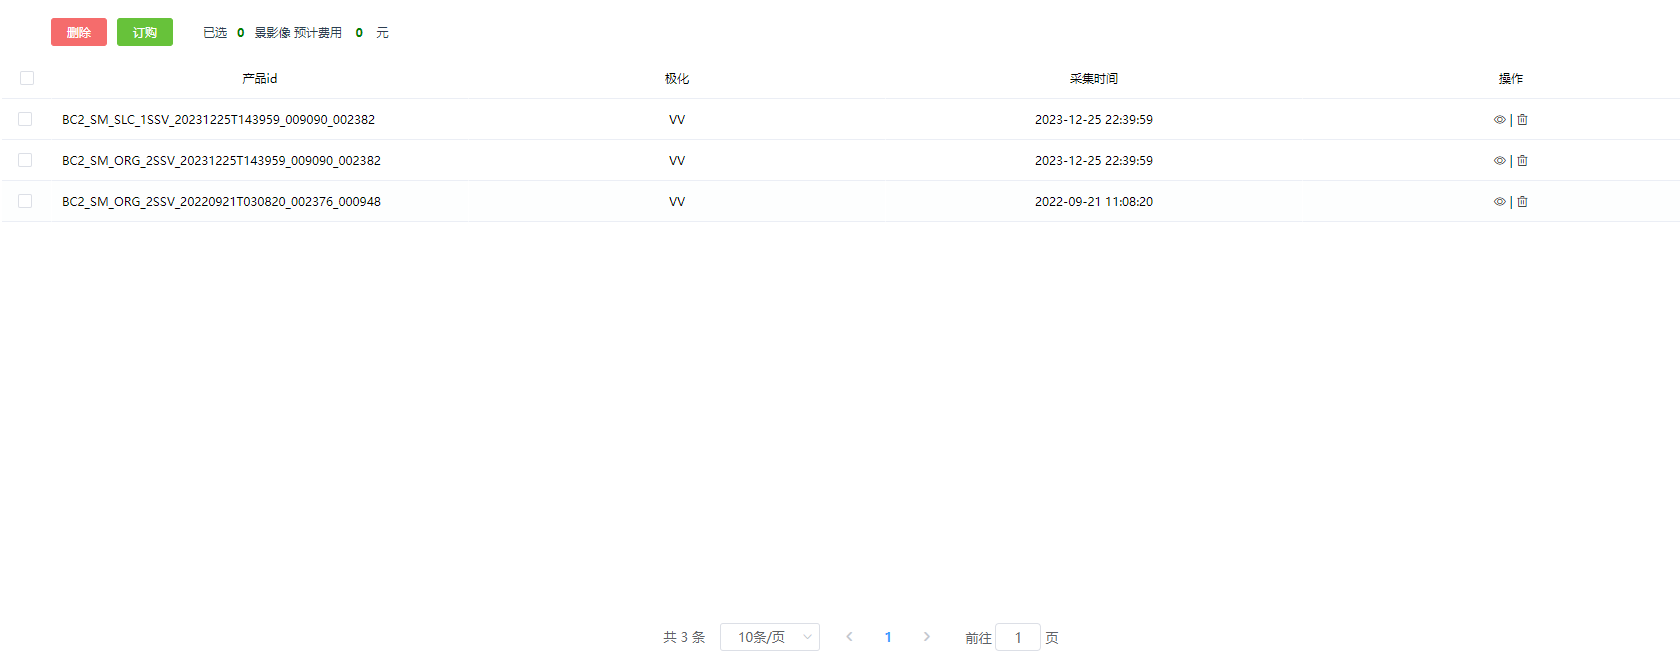 删除 订购 已选 0 景影像 预计费用 0 元
产品id 极化 采集时间 操作
BC2_SM_SLC_1SSV_20231225T143959_009090_002382 VV 2023-12-25 22:39:59 |
BC2_SM_ORG_2SSV_20231225T143959_009090_002382 VV 2023-12-25 22:39:59 |
BC2_SM_ORG_2SSV_20220921T030820_002376_000948 VV 2022-09-21 11:08:20 |
共 3 条 10条/页 1 前往 1 页